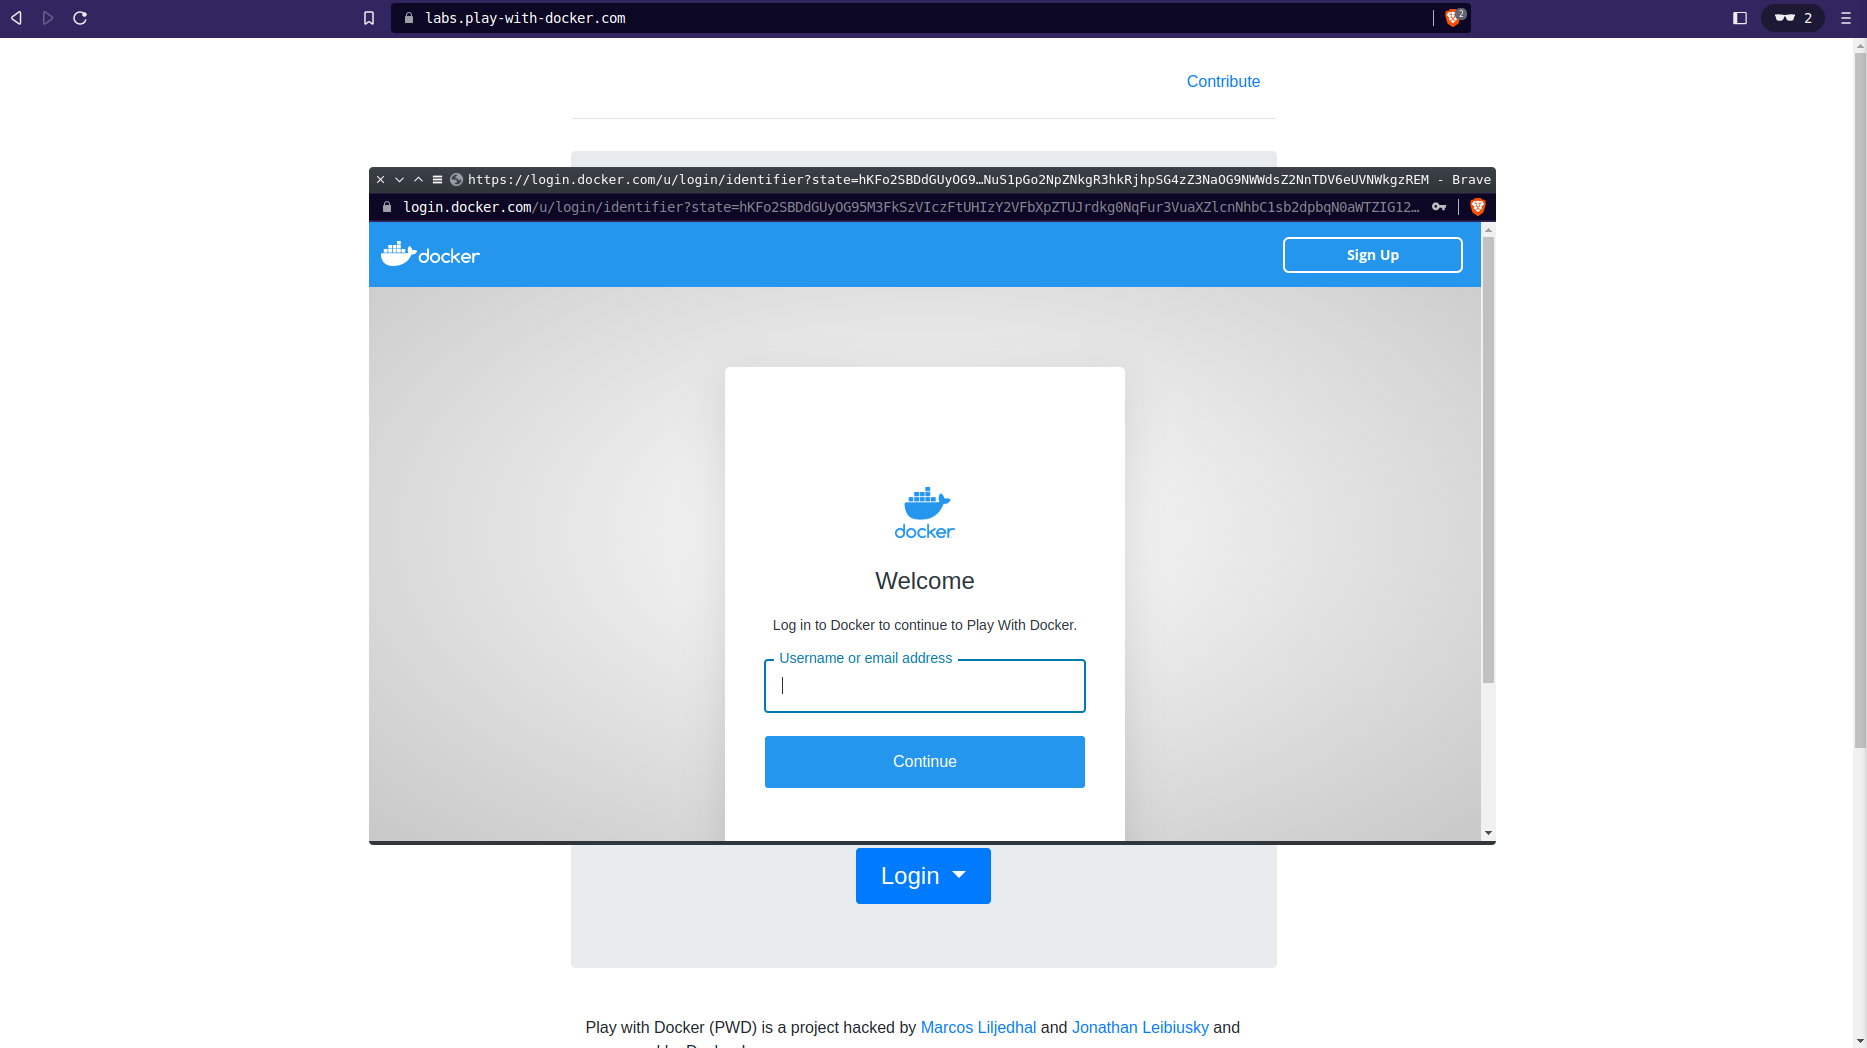 labs.play-with-docker.com
2
2
Contribute
https://login.docker.com/u/login/identifier?state=hKFo2SBDdGUyOG9…NuS1pGo2NpZNkgR3hkRjhpSG4zZ3NaOG9NWWdsZ2NnTDV6eUVNWkgzREM - Brave
login.docker.com/u/login/identifier?state=hKFo2SBDdGUyOG95M3FkSzVIczFtUHIzY2VFbXpZTUJrdkg0NqFur3VuaXZlcnNhbC1sb2dpbqN0aWTZIG12…
docker
Sign Up
docker
Welcome
Log in to Docker to continue to Play With Docker.
Username or email address
Continue
Login
Play with Docker (PWD) is a project hacked by Marcos Liljedhal and Jonathan Leibiusky and